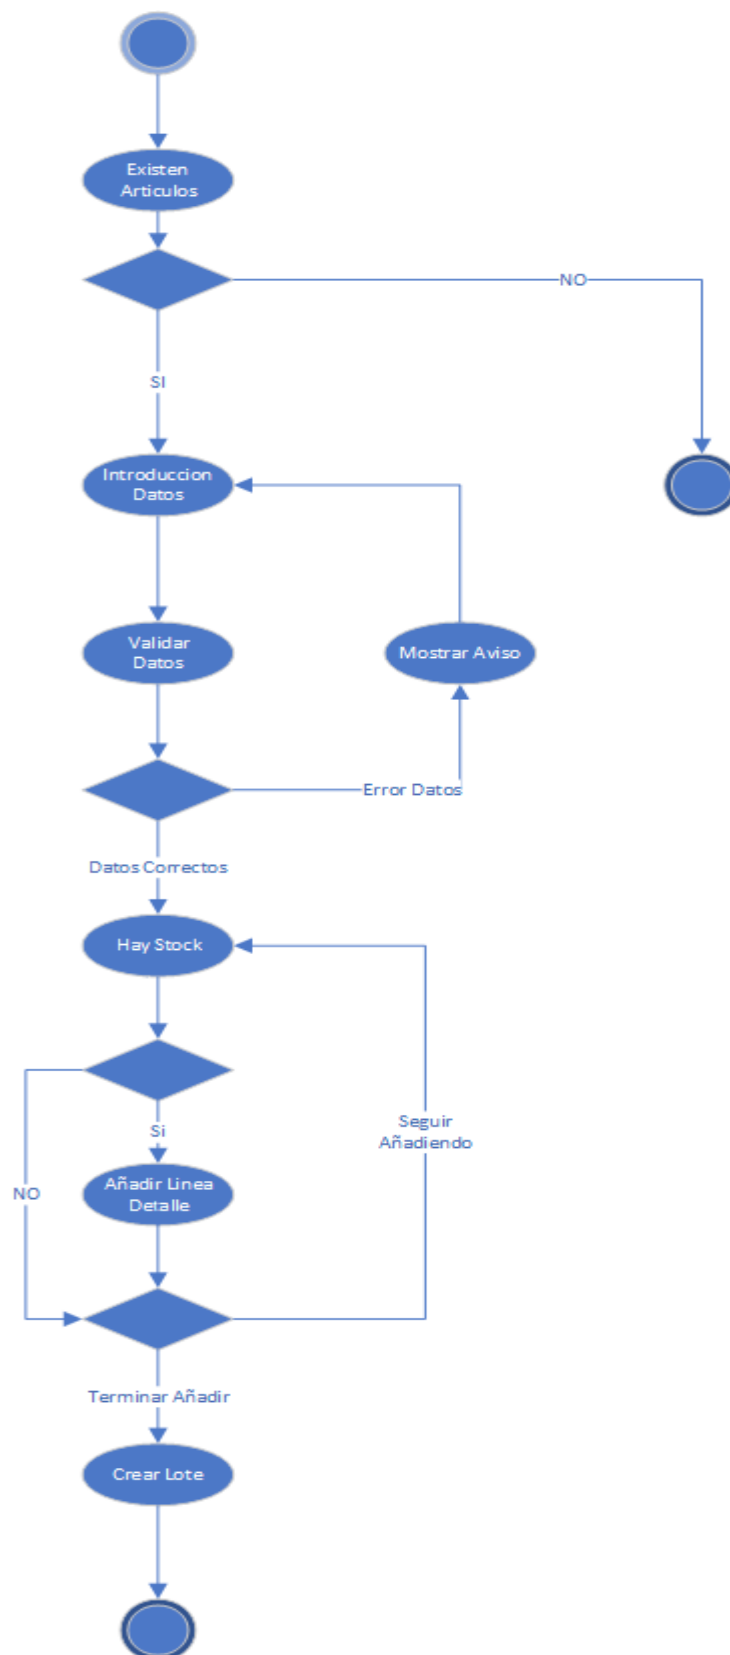 Existen
Articulos
NO
SI
Introduccion
Datos
Validar
Datos
Mostrar Aviso
Error Datos
Datos Correctos
Hay Stock
Seguir
Añadiendo
Si
NO
Añadir Linea
Detalle
Terminar Añadir
Crear Lote